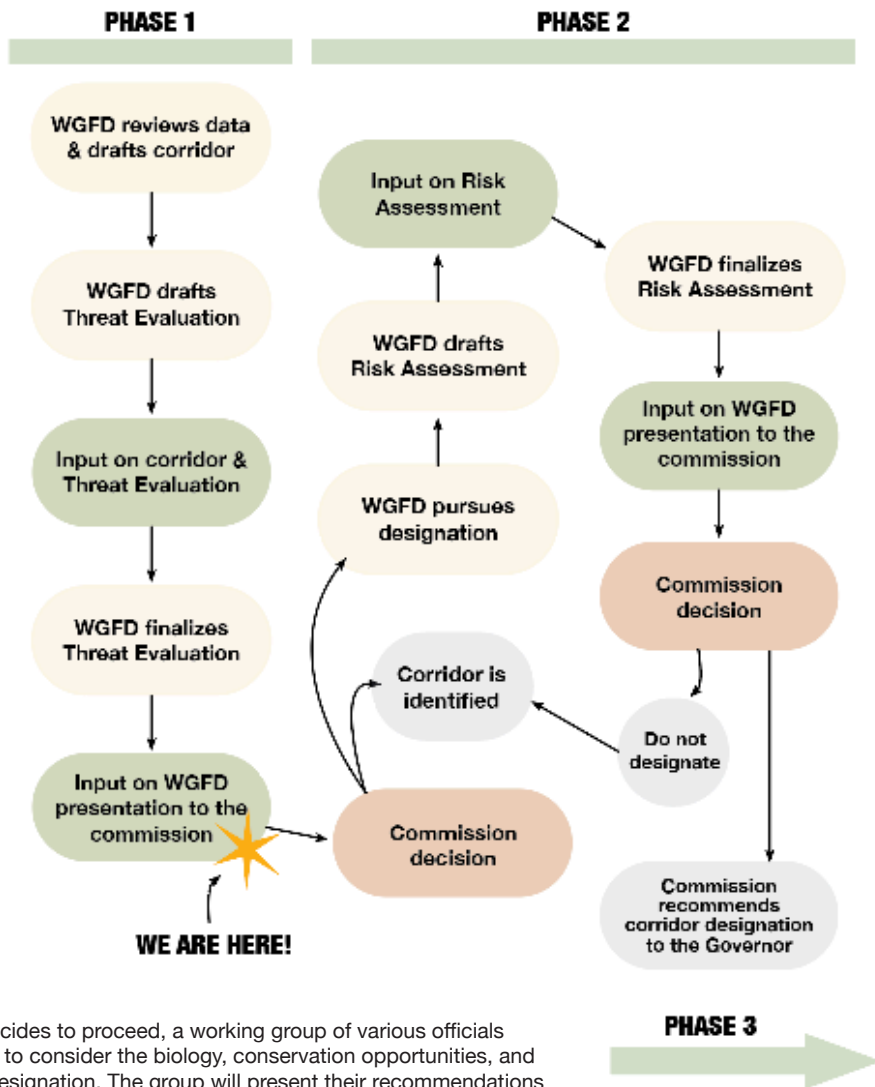 PHASE 1
PHASE 2
WGFD reviews data
& drafts corridor
WGFD drafts
Threat Evaluation
Input on corridor &
Threat Evaluation
WGFD finalizes
Threat Evaluation
Input on WGFD
presentation to the
commission
WE ARE HERE!
Commission
decision
Corridor is
identified
WGFD pursues
designation
WGFD drafts
Risk Assessment
Input on Risk
Assessment
WGFD finalizes
Risk Assessment
Input on WGFD
presentation to the
commission
Commission
decision
Do not
designate
Commission
recommends
corridor designation
to the Governor
PHASE 3
cides to proceed, a working group of various officials
to consider the biology, conservation opportunities, and
esignation. The group will present their recommendations